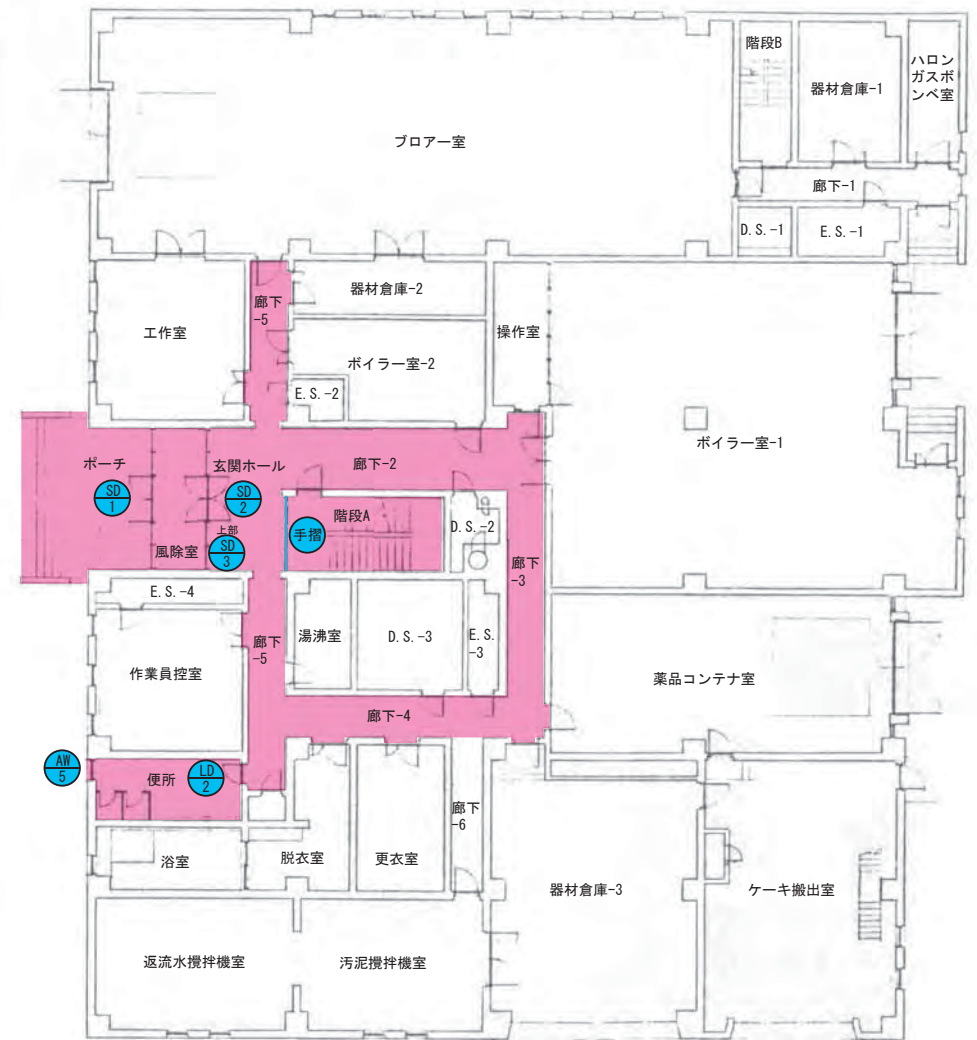 階段B
器材倉庫-1
ハロン
ガスボ
ンベ室
ブロアー室
廊下-1
D.S.-1
E.S.-1
廊下
-5
器材倉庫-2
工作室
操作室
ボイラー室-2
E.S.-2
ボイラー室-1
ポーチ
玄関ホール
廊下-2
SD
1
SD
2
階段A
D.S.-2
手摺
上部
SD
3
風除室
廊下
-3
E.S.-4
廊下
-5
湯沸室
D.S.-3
E.S.
-3
作業員控室
薬品コンテナ室
廊下-4
AW
5
便所
LD
2
廊下
-6
浴室
脱衣室
更衣室
器材倉庫-3
ケーキ搬出室
返流水攪拌機室
汚泥攪拌機室